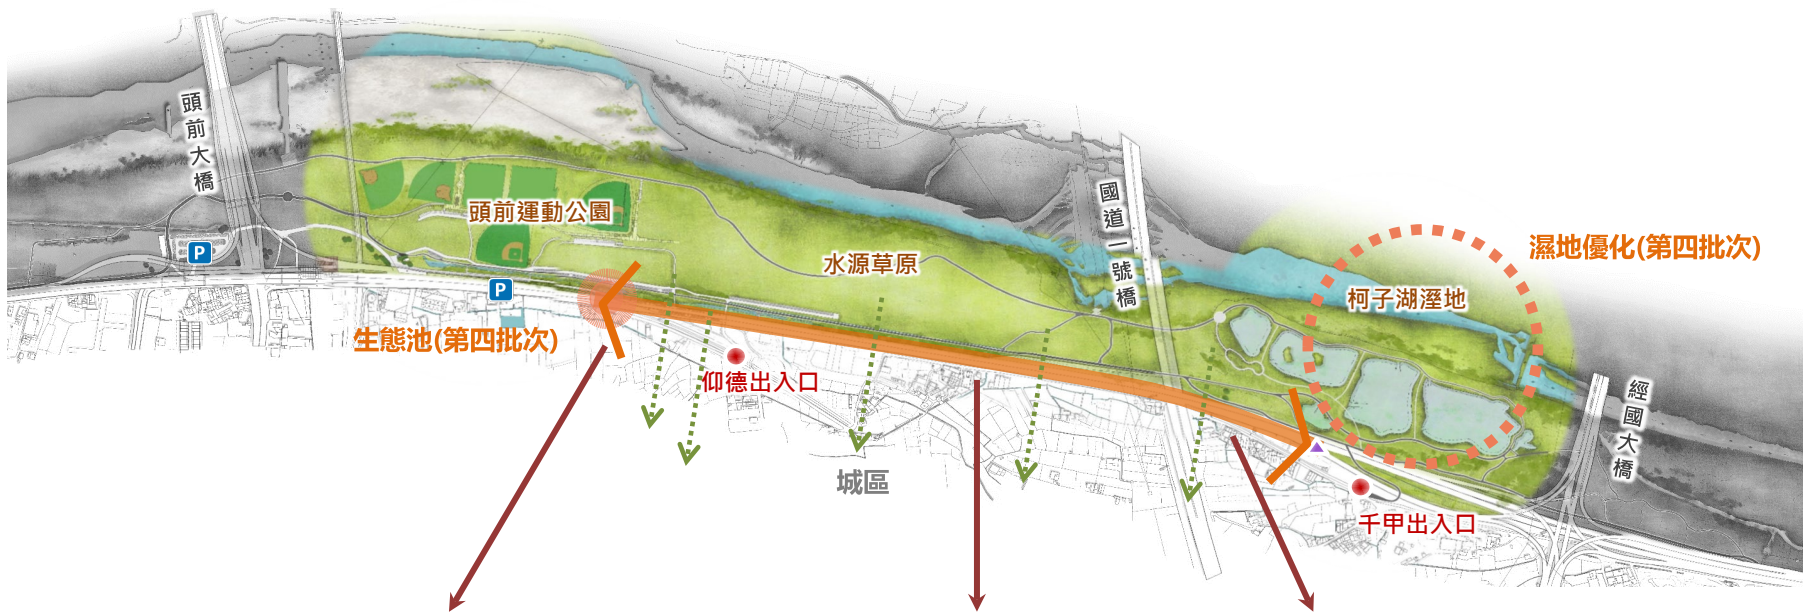 頭前大橋
頭前運動公園
水源草原
國道一號橋
濕地優化(第四批次)
柯子湖溼地
P
P
生態池(第四批次)
仰德出入口
經國大橋
城區
千甲出入口